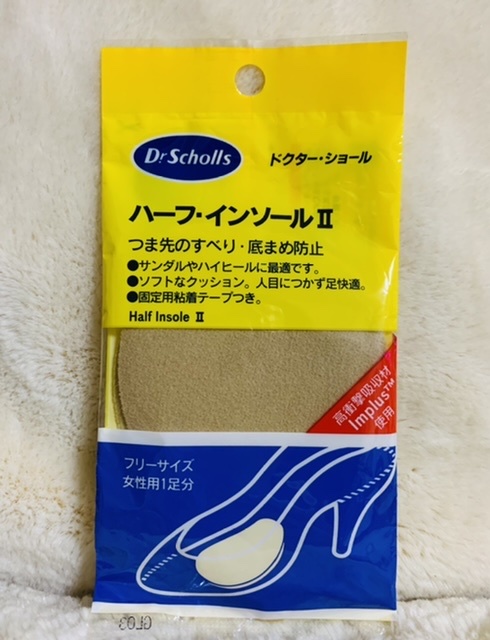 Dr Scholls
ドクター・ショール
ハーフ・インソール II
つま先のすべり・底まめ防止
●サンダルやハイヒールに最適です。
●ソフトなクッション。人目につかず足快適。
●固定用粘着テープつき。
Half Insole II
高衝撃吸収材
Implus™
使用
フリーサイズ
女性用1足分
GL03